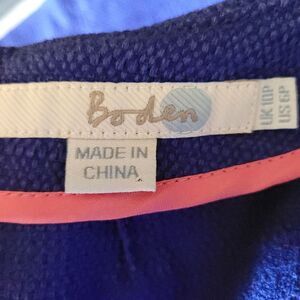 Boden
UK 10P
US 6P
MADE IN
CHINA